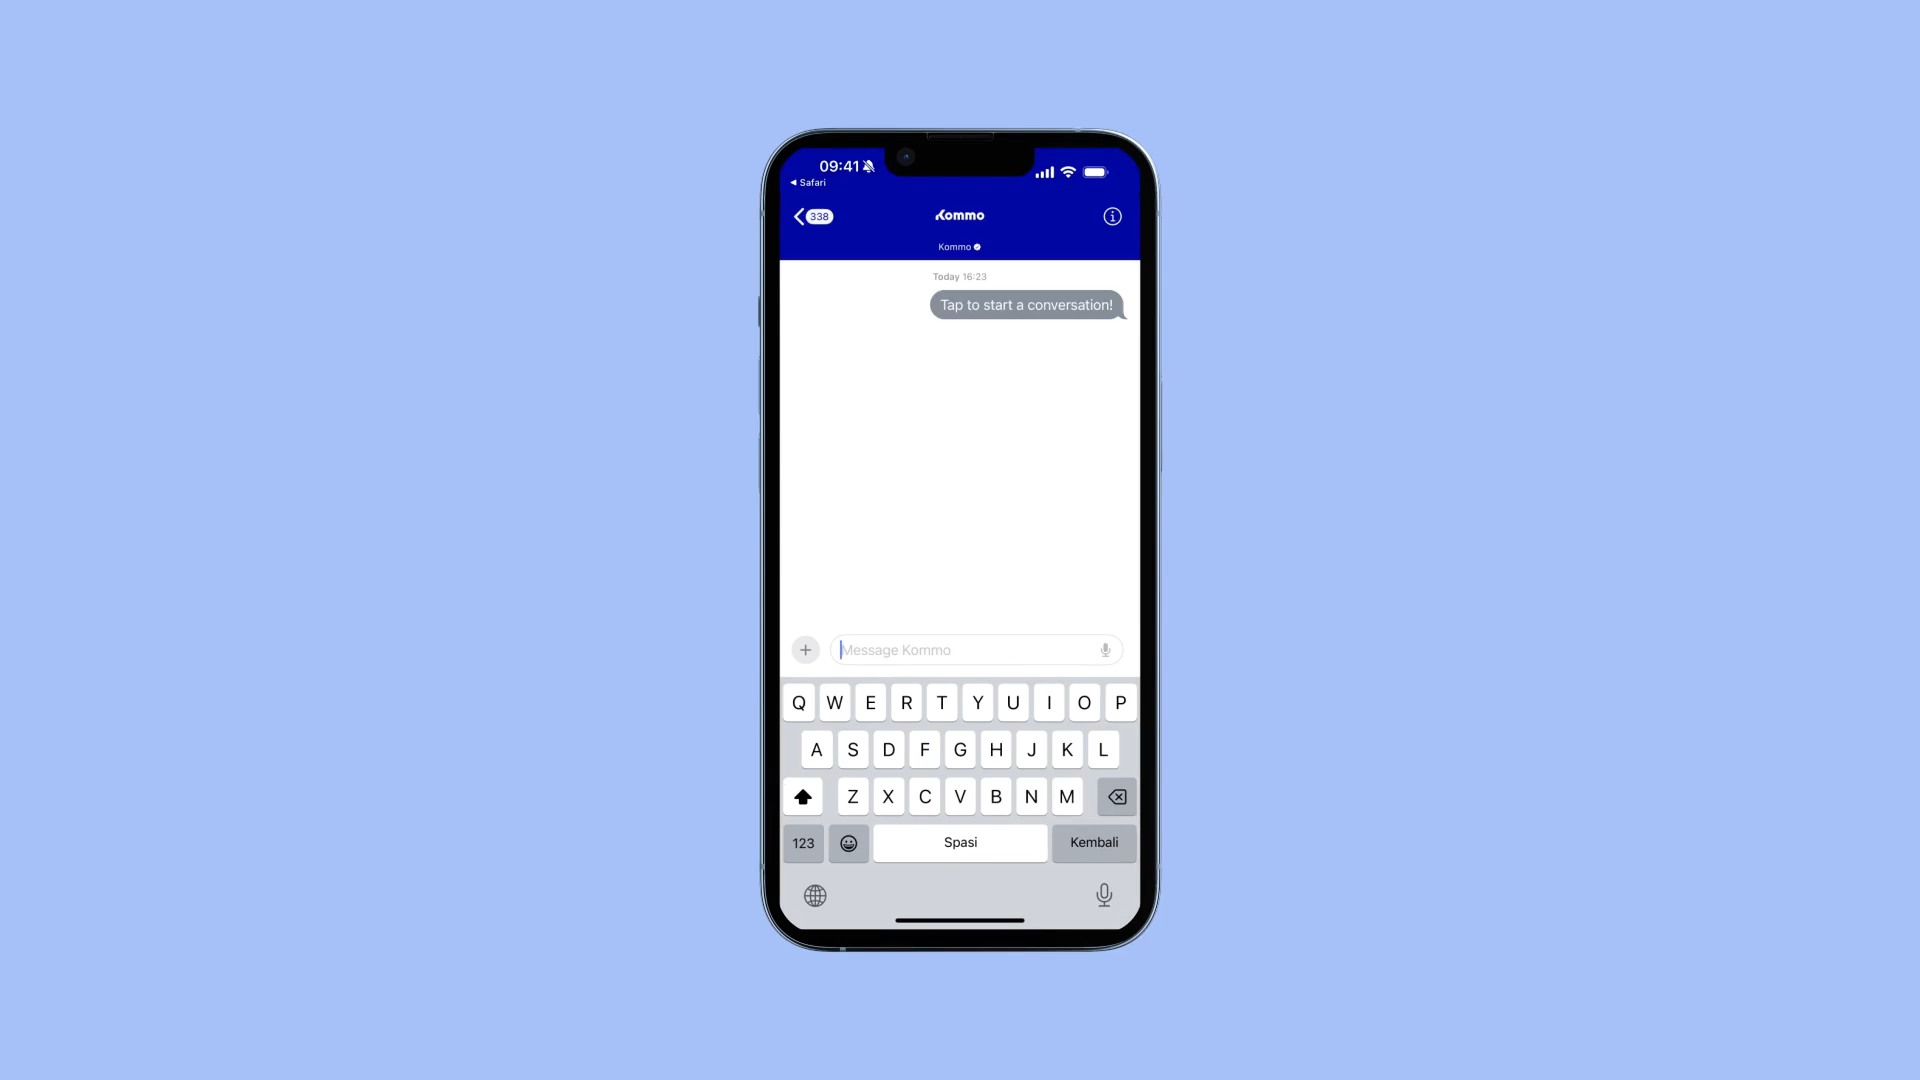 09:41
◀ Safari
338
Kommo
Kommo
Today 16:23
Tap to start a conversation!
Message Kommo
Q W E R T Y U I O P
A S D F G H J K L
Z X C V B N M
123 Spasi Kembali